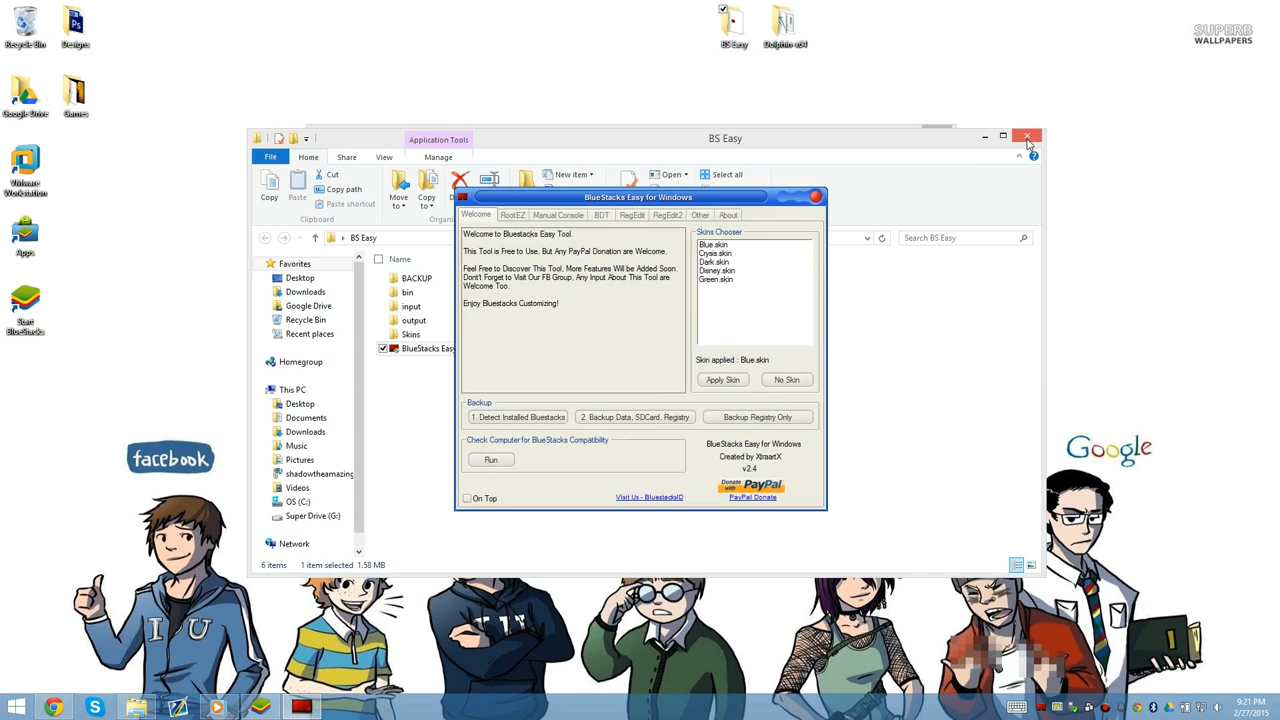 Recycle Bin
Designs
BS Easy
Dolphin-x64
SUPERB
WALLPAPERS
Google Drive
Games
VMware
Workstation
Apps
Start
BlueStacks
Application Tools
BS Easy
File
Home
Share
View
Manage
Copy
Paste
Cut
Copy path
Paste shortcut
Clipboard
Move
to
Copy
to
New item
Open
Select all
BS Easy
Search BS Easy
Favorites
Desktop
Downloads
Google Drive
Recycle Bin
Recent places
Homegroup
This PC
Desktop
Documents
Downloads
Music
Pictures
shadowtheamazing
Videos
OS (C:)
Super Drive (G:)
Network
Name
BACKUP
bin
input
output
Skins
BlueStacks Easy
6 items
1 item selected
1.58 MB
BlueStacks Easy for Windows
Welcome
RootEZ
Manual Console
BDT
RegEdit
RegEdit2
Other
About
Welcome to Bluestacks Easy Tool.
This Tool is Free to Use, But Any PayPal Donation are Welcome.
Feel Free to Discover This Tool, More Features Will be Added Soon.
Don't Forget to Visit Our FB Group, Any Input About This Tool are
Welcome Too.
Enjoy Bluestacks Customizing!
Skins Chooser
Blue.skin
Crysis.skin
Dark.skin
Disney.skin
Green.skin
Skin applied : Blue.skin
Apply Skin
No Skin
Backup
1. Detect Installed Bluestacks
2. Backup Data, SDCard, Registry
Backup Registry Only
Check Computer for BlueStacks Compatibility
Run
BlueStacks Easy for Windows
Created by XtraartX
v2.4
Donate with PayPal
On Top
Visit Us - BluestacksID
PayPal Donate
facebook
Google
I U
9:21 PM
2/27/2015